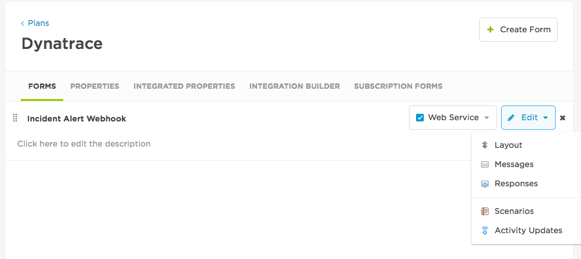 ‹ Plans
Dynatrace
+ Create Form
FORMS PROPERTIES INTEGRATED PROPERTIES INTEGRATION BUILDER SUBSCRIPTION FORMS
Incident Alert Webhook Web Service Edit
Click here to edit the description
Layout
Messages
Responses
Scenarios
Activity Updates